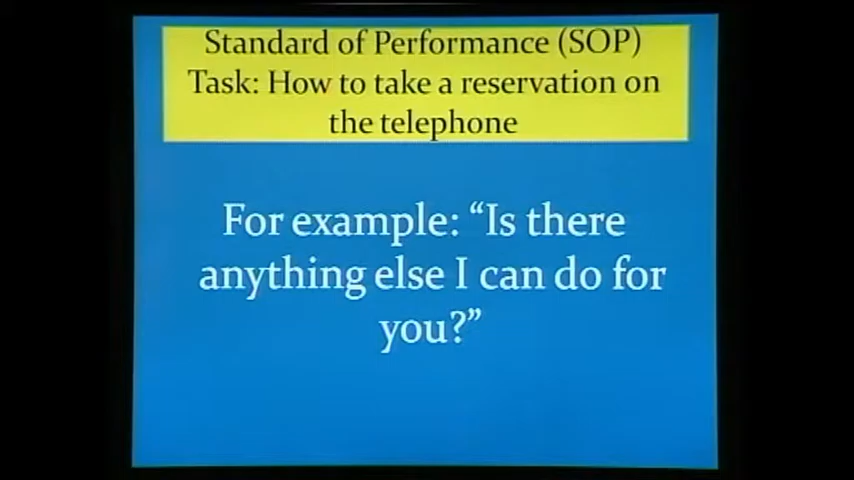 Standard of Performance (SOP)
Task: How to take a reservation on
the telephone
For example: “Is there
anything else I can do for
you?”